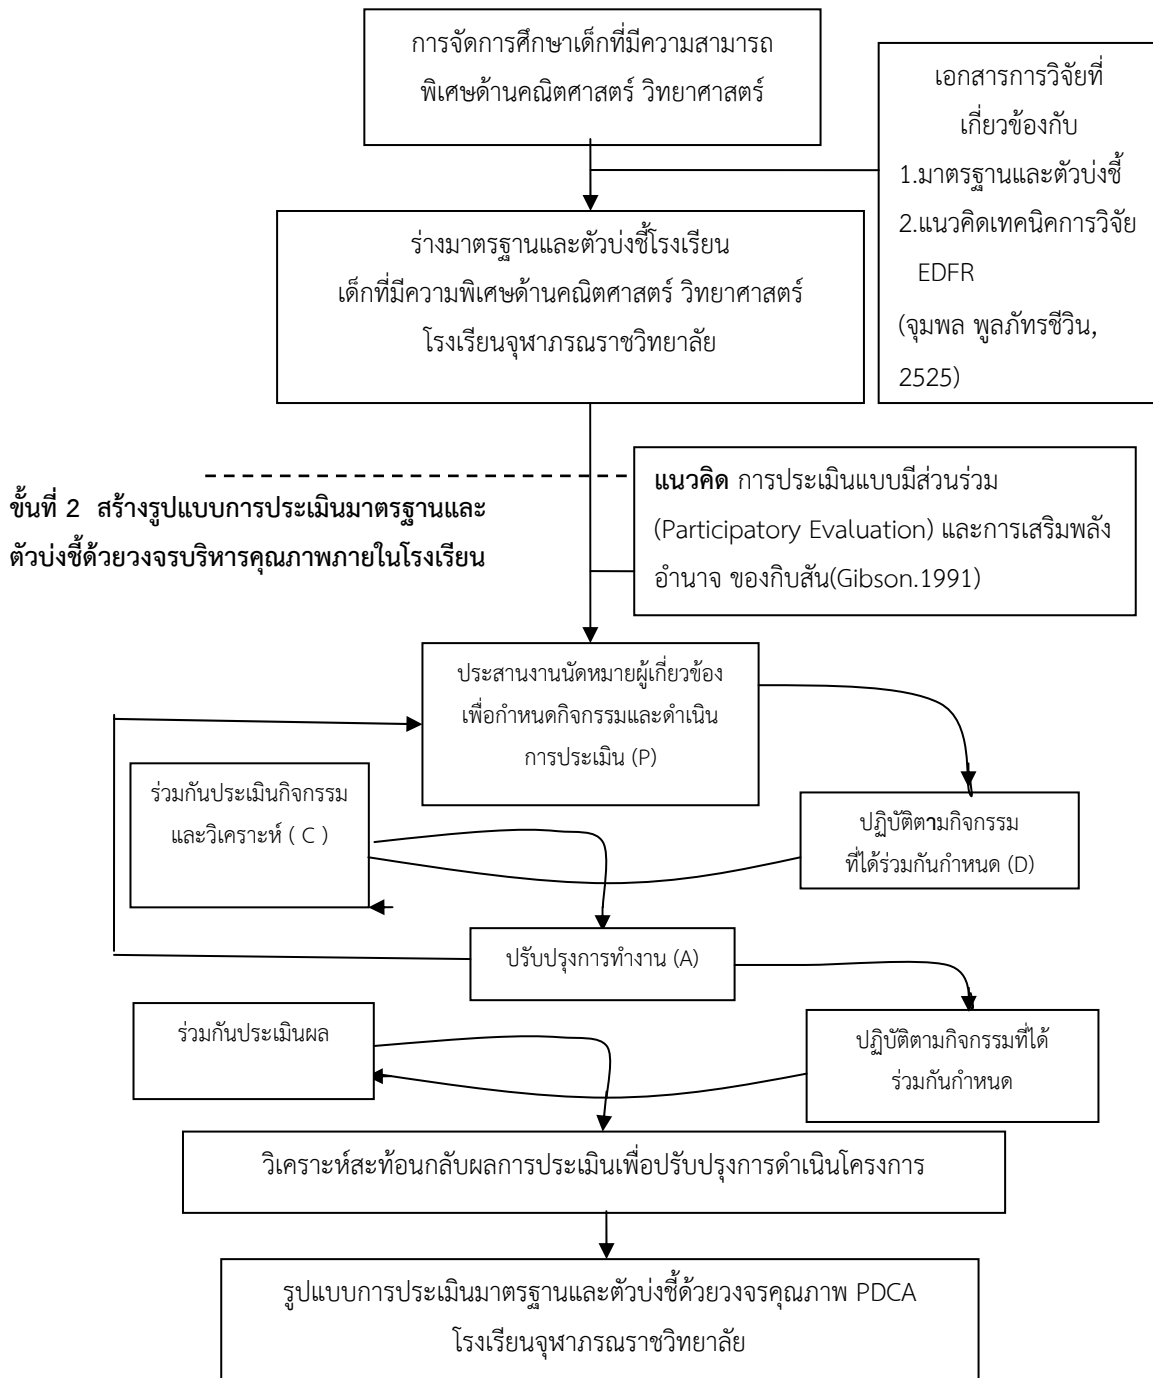 การจัดการศึกษาเด็กที่มีความสามารถ
พิเศษด้านคณิตศาสตร์ วิทยาศาสตร์
เอกสารการวิจัยที่
เกี่ยวข้องกับ
1.มาตรฐานและตัวบ่งชี้
2.แนวคิดเทคนิคการวิจัย
EDFR
(จุมพล พูลภัทรชีวิน,
2525)
ร่างมาตรฐานและตัวบ่งชี้โรงเรียน
เด็กที่มีความพิเศษด้านคณิตศาสตร์ วิทยาศาสตร์
โรงเรียนจุฬาภรณราชวิทยาลัย
ขั้นที่ 2 สร้างรูปแบบการประเมินมาตรฐานและ
ตัวบ่งชี้ด้วยวงจรบริหารคุณภาพภายในโรงเรียน
แนวคิด การประเมินแบบมีส่วนร่วม
(Participatory Evaluation) และการเสริมพลัง
อำนาจ ของกิบสัน(Gibson.1991)
ประสานงานนัดหมายผู้เกี่ยวข้อง
เพื่อกำหนดกิจกรรมและดำเนิน
การประเมิน (P)
ร่วมกันประเมินกิจกรรม
และวิเคราะห์ ( C )
ปฏิบัติตามกิจกรรม
ที่ได้ร่วมกันกำหนด (D)
ปรับปรุงการทำงาน (A)
ร่วมกันประเมินผล
ปฏิบัติตามกิจกรรมที่ได้
ร่วมกันกำหนด
วิเคราะห์สะท้อนกลับผลการประเมินเพื่อปรับปรุงการดำเนินโครงการ
รูปแบบการประเมินมาตรฐานและตัวบ่งชี้ด้วยวงจรคุณภาพ PDCA
โรงเรียนจุฬาภรณราชวิทยาลัย